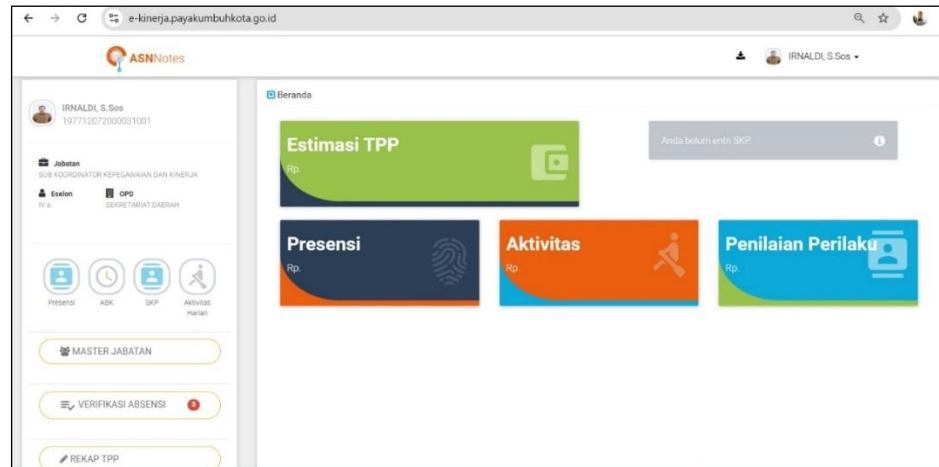 e-kinerja.payakumbuhkota.go.id
ASNNotes
IRNALDI, S.Sos
IRNALDI, S.Sos
197712072000031001
Jabatan
SUB KOORDINATOR KEPEGAWAIAN DAN KINERJA
Eselon
OPD
IV a
SEKRETARIAT DAERAH
Presensi
ABK
SKP
Aktivitas
Harian
MASTER JABATAN
VERIFIKASI ABSENSI
3
REKAP TPP
Beranda
Estimasi TPP
Rp.
Anda belum entri SKP.
Presensi
Rp.
Aktivitas
Rp.
Penilaian Perilaku
Rp.